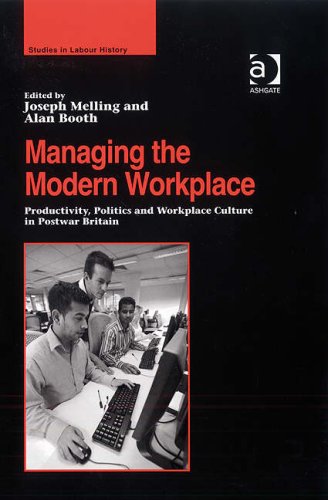 Studies in Labour History
a
ASHGATE
Edited by
Joseph Melling and
Alan Booth
Managing the
Modern Workplace
Productivity, Politics and Workplace Culture
in Postwar Britain